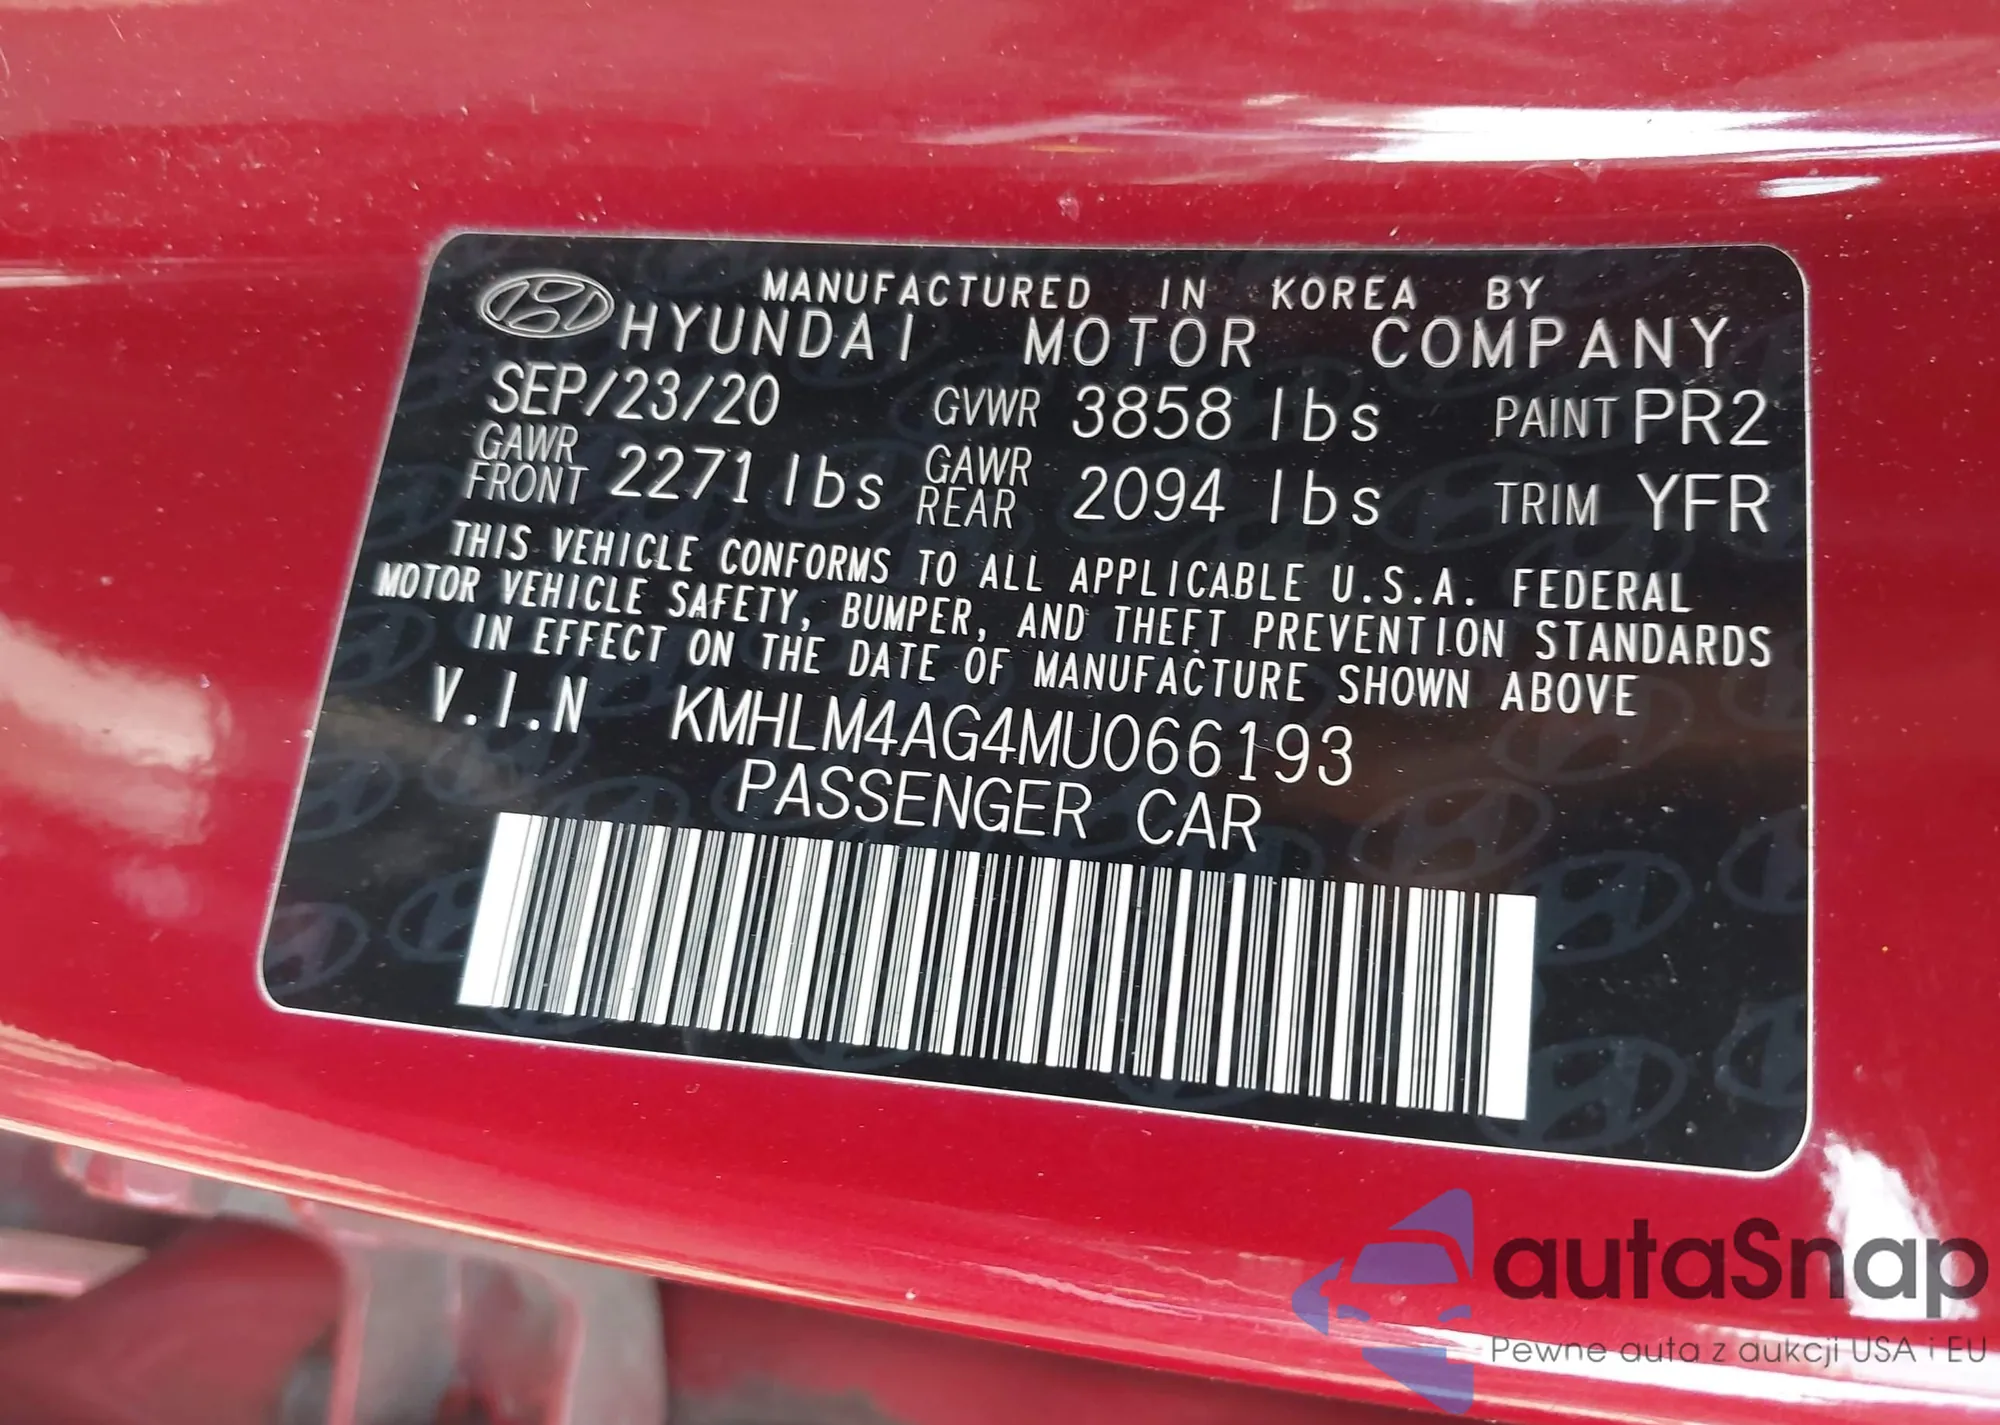 MANUFACTURED IN KOREA BY
HYUNDAI MOTOR COMPANY
SEP/23/20 GVWR 3858 lbs PAINT PR2
GAWR FRONT 2271 lbs GAWR REAR 2094 lbs TRIM YFR
THIS VEHICLE CONFORMS TO ALL APPLICABLE U.S.A. FEDERAL
MOTOR VEHICLE SAFETY, BUMPER, AND THEFT PREVENTION STANDARDS
IN EFFECT ON THE DATE OF MANUFACTURE SHOWN ABOVE
V.I.N KMHLM4AG4MU066193
PASSENGER CAR
autaSnap
Pewne auta z aukcji USA i EU